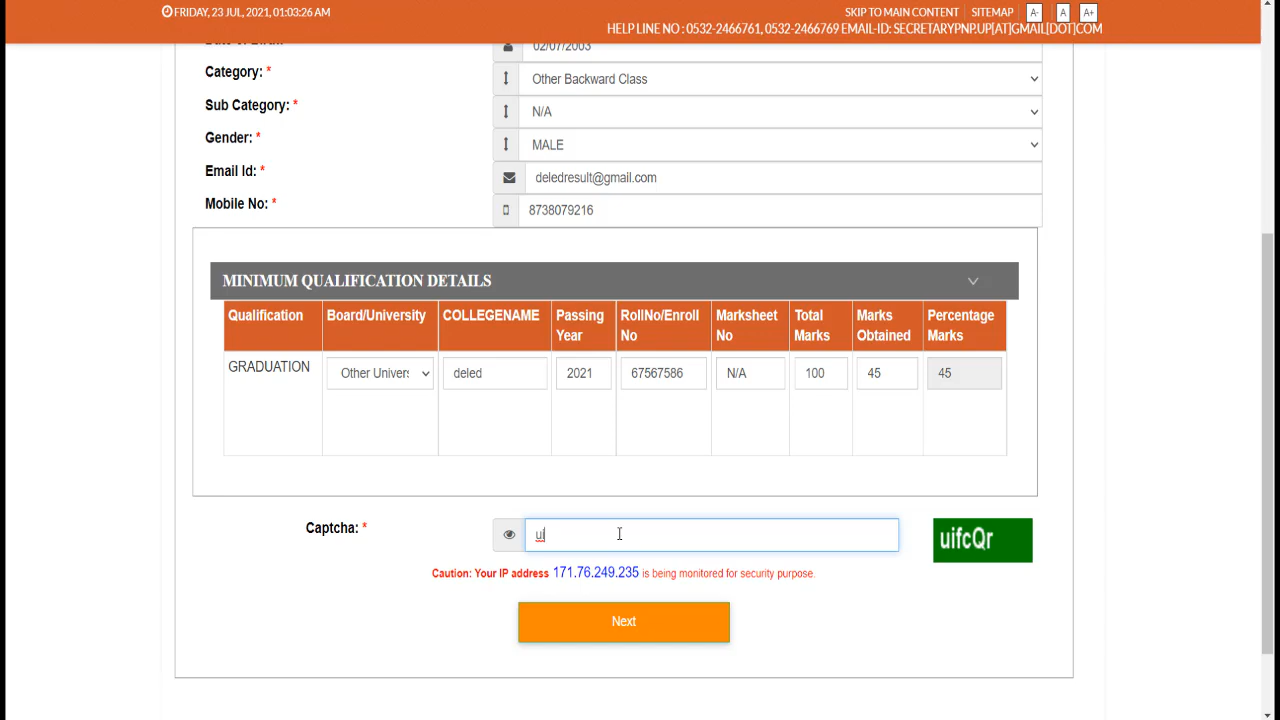 FRIDAY, 23 JUL, 2021, 01:03:26 AM
SKIP TO MAIN CONTENT SITEMAP A- A A+
HELP LINE NO : 0532-2466761, 0532-2466769 EMAIL-ID: SECRETARYPNP.UP[AT]GMAIL[DOT]COM
02/07/2003
Category: * Other Backward Class
Sub Category: * N/A
Gender: * MALE
Email Id: * deledresult@gmail.com
Mobile No: * 8738079216
MINIMUM QUALIFICATION DETAILS
Qualification Board/University COLLEGENAME Passing Year RollNo/Enroll No Marksheet No Total Marks Marks Obtained Percentage Marks
GRADUATION Other Univers deled 2021 67567586 N/A 100 45 45
Captcha: * ui uifcQr
Caution: Your IP address 171.76.249.235 is being monitored for security purpose.
Next